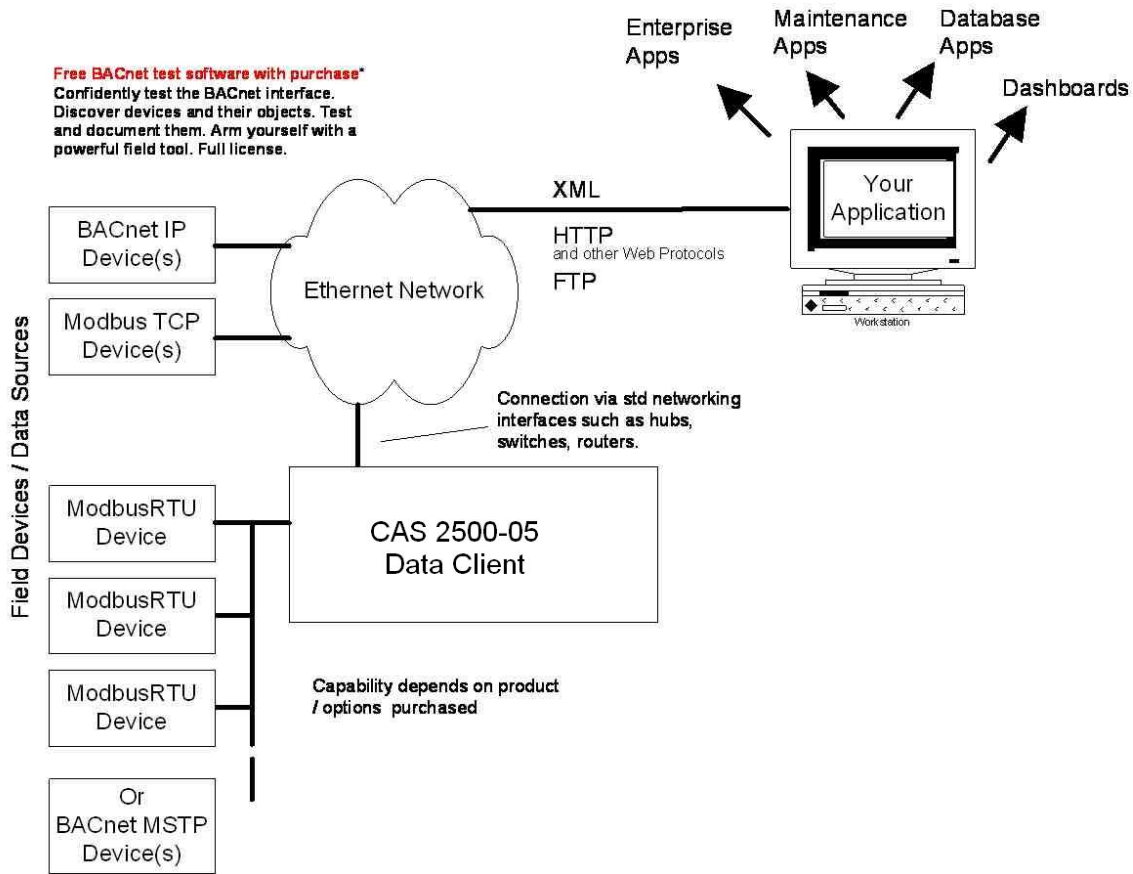 Enterprise
Apps
Maintenance
Apps
Database
Apps
Dashboards
Free BACnet test software with purchase*
Confidently test the BACnet interface.
Discover devices and their objects. Test
and document them. Arm yourself with a
powerful field tool. Full license.
BACnet IP
Device(s)
Modbus TCP
Device(s)
Ethernet Network
XML
HTTP
and other Web Protocols
FTP
Your
Application
Workstation
Field Devices / Data Sources
Connection via std networking
interfaces such as hubs,
switches, routers.
ModbusRTU
Device
ModbusRTU
Device
ModbusRTU
Device
Or
BACnet MSTP
Device(s)
CAS 2500-05
Data Client
Capability depends on product
/ options purchased